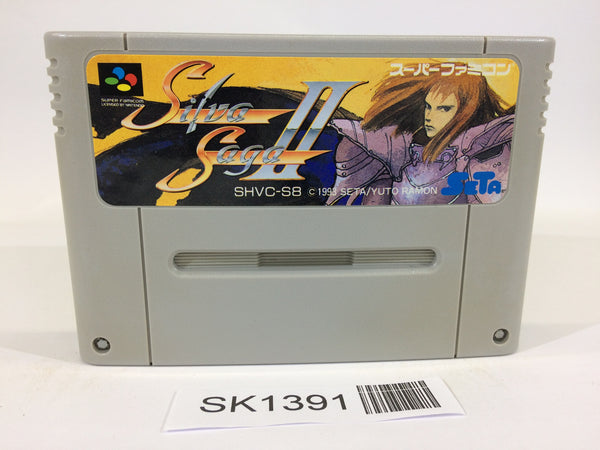 SUPER FAMICOM
LICENSED BY NINTENDO
Silva
Saga II
スーパーファミコン
SHVC-S8 © 1993 SETA/YUTO RAMON
SETA
SK1391